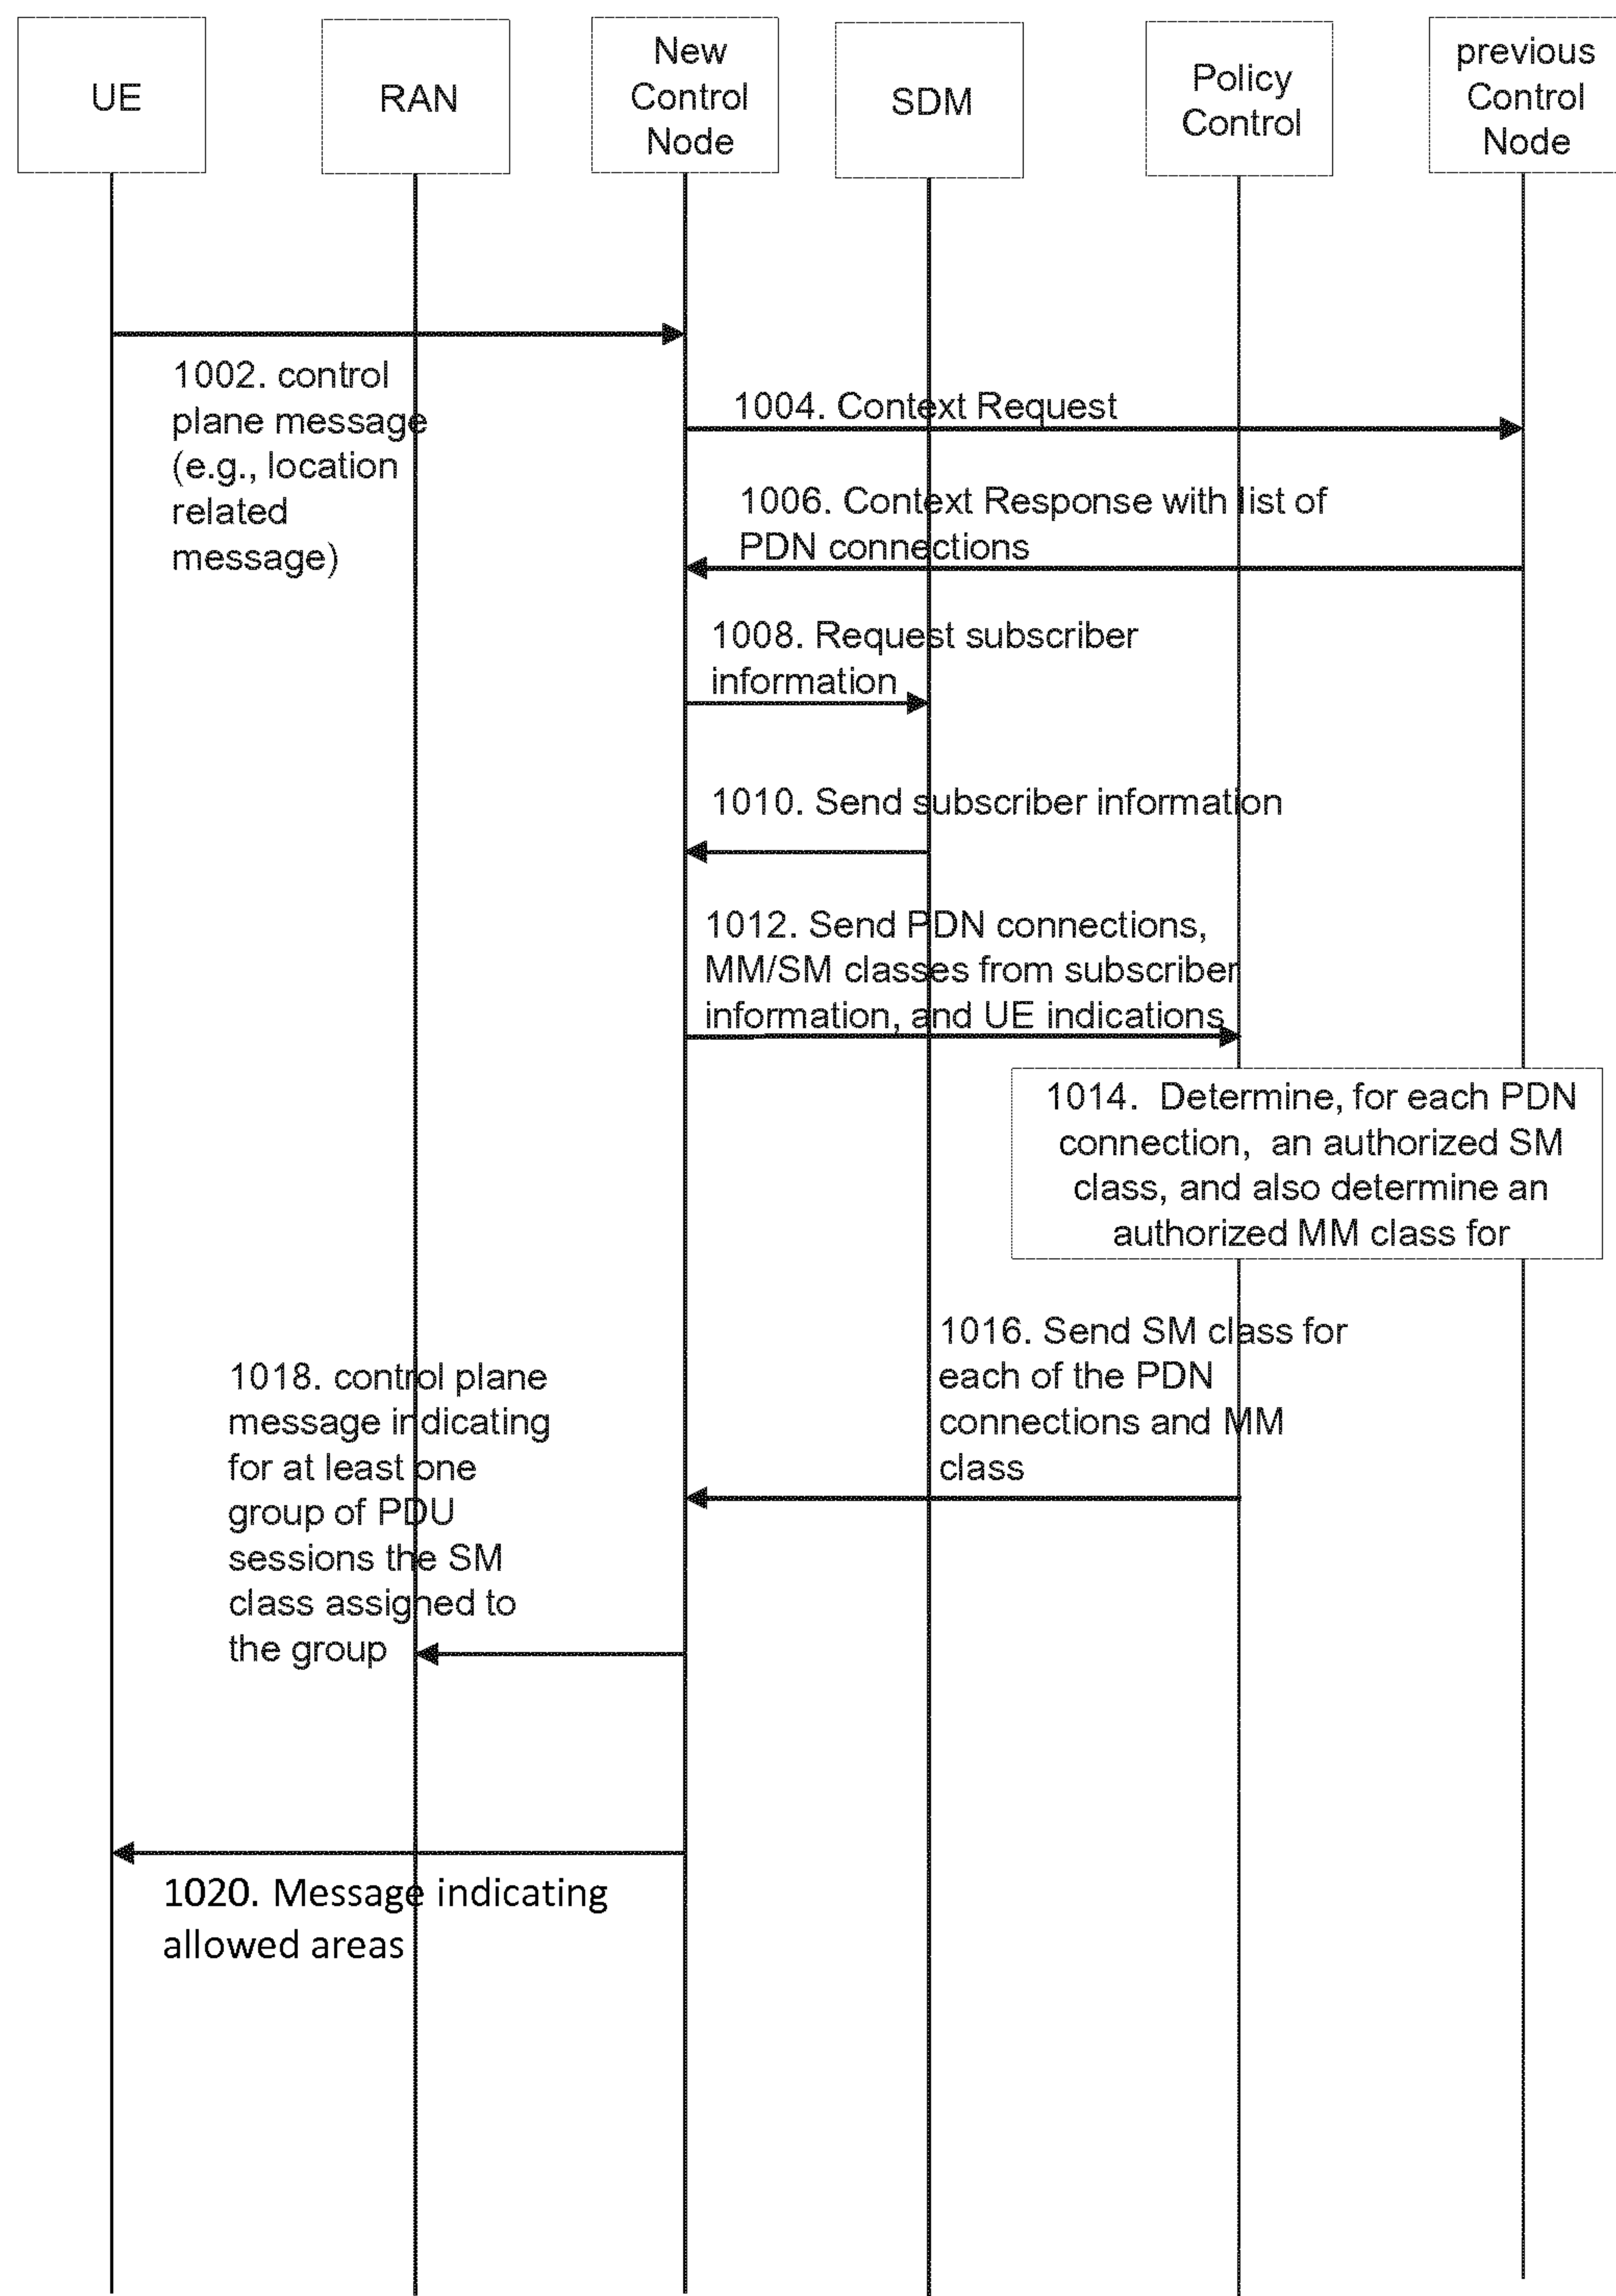 UE
RAN
New
Control
Node
SDM
Policy
Control
previous
Control
Node
1002. control
plane message
(e.g., location
related
message)
1004. Context Request
1006. Context Response with list of
PDN connections
1008. Request subscriber
information
1010. Send subscriber information
1012. Send PDN connections,
MM/SM classes from subscriber
information, and UE indications
1014. Determine, for each PDN
connection, an authorized SM
class, and also determine an
authorized MM class for
1016. Send SM class for
each of the PDN
connections and MM
class
1018. control plane
message indicating
for at least one
group of PDU
sessions the SM
class assigned to
the group
1020. Message indicating
allowed areas